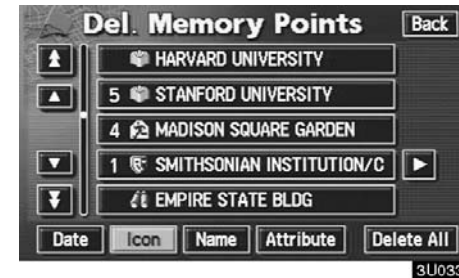 Del. Memory Points Back
HARVARD UNIVERSITY
5 STANFORD UNIVERSITY
4 MADISON SQUARE GARDEN
1 SMITHSONIAN INSTITUTION/C
EMPIRE STATE BLDG
Date Icon Name Attribute Delete All